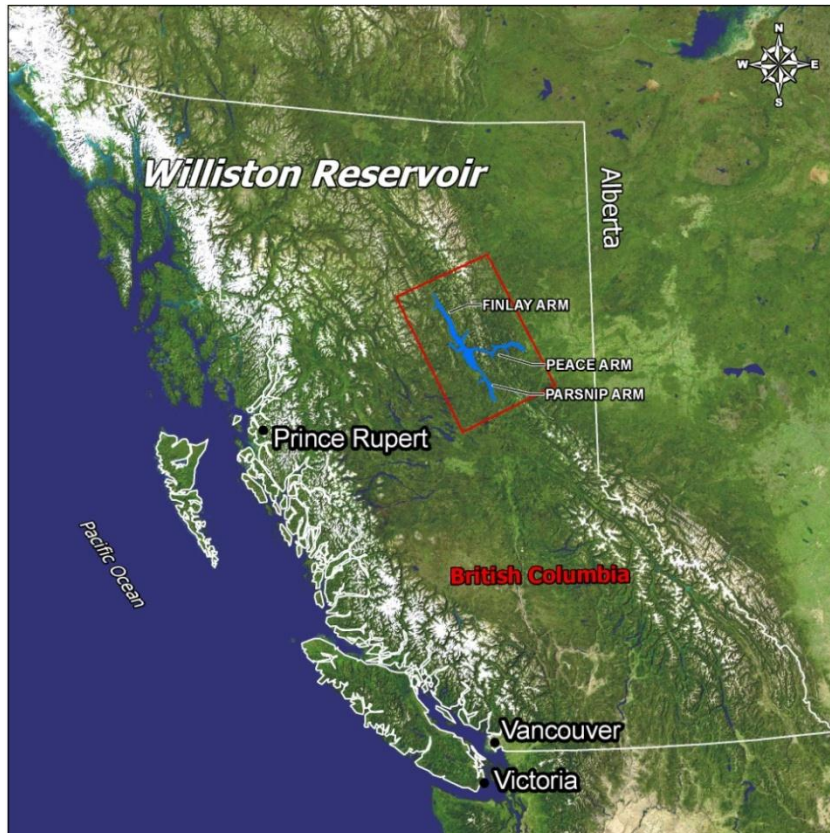 N
W E
S
Williston Reservoir
Alberta
FINLAY ARM
PEACE ARM
PARSNIP ARM
Prince Rupert
Pacific Ocean
British Columbia
Vancouver
Victoria